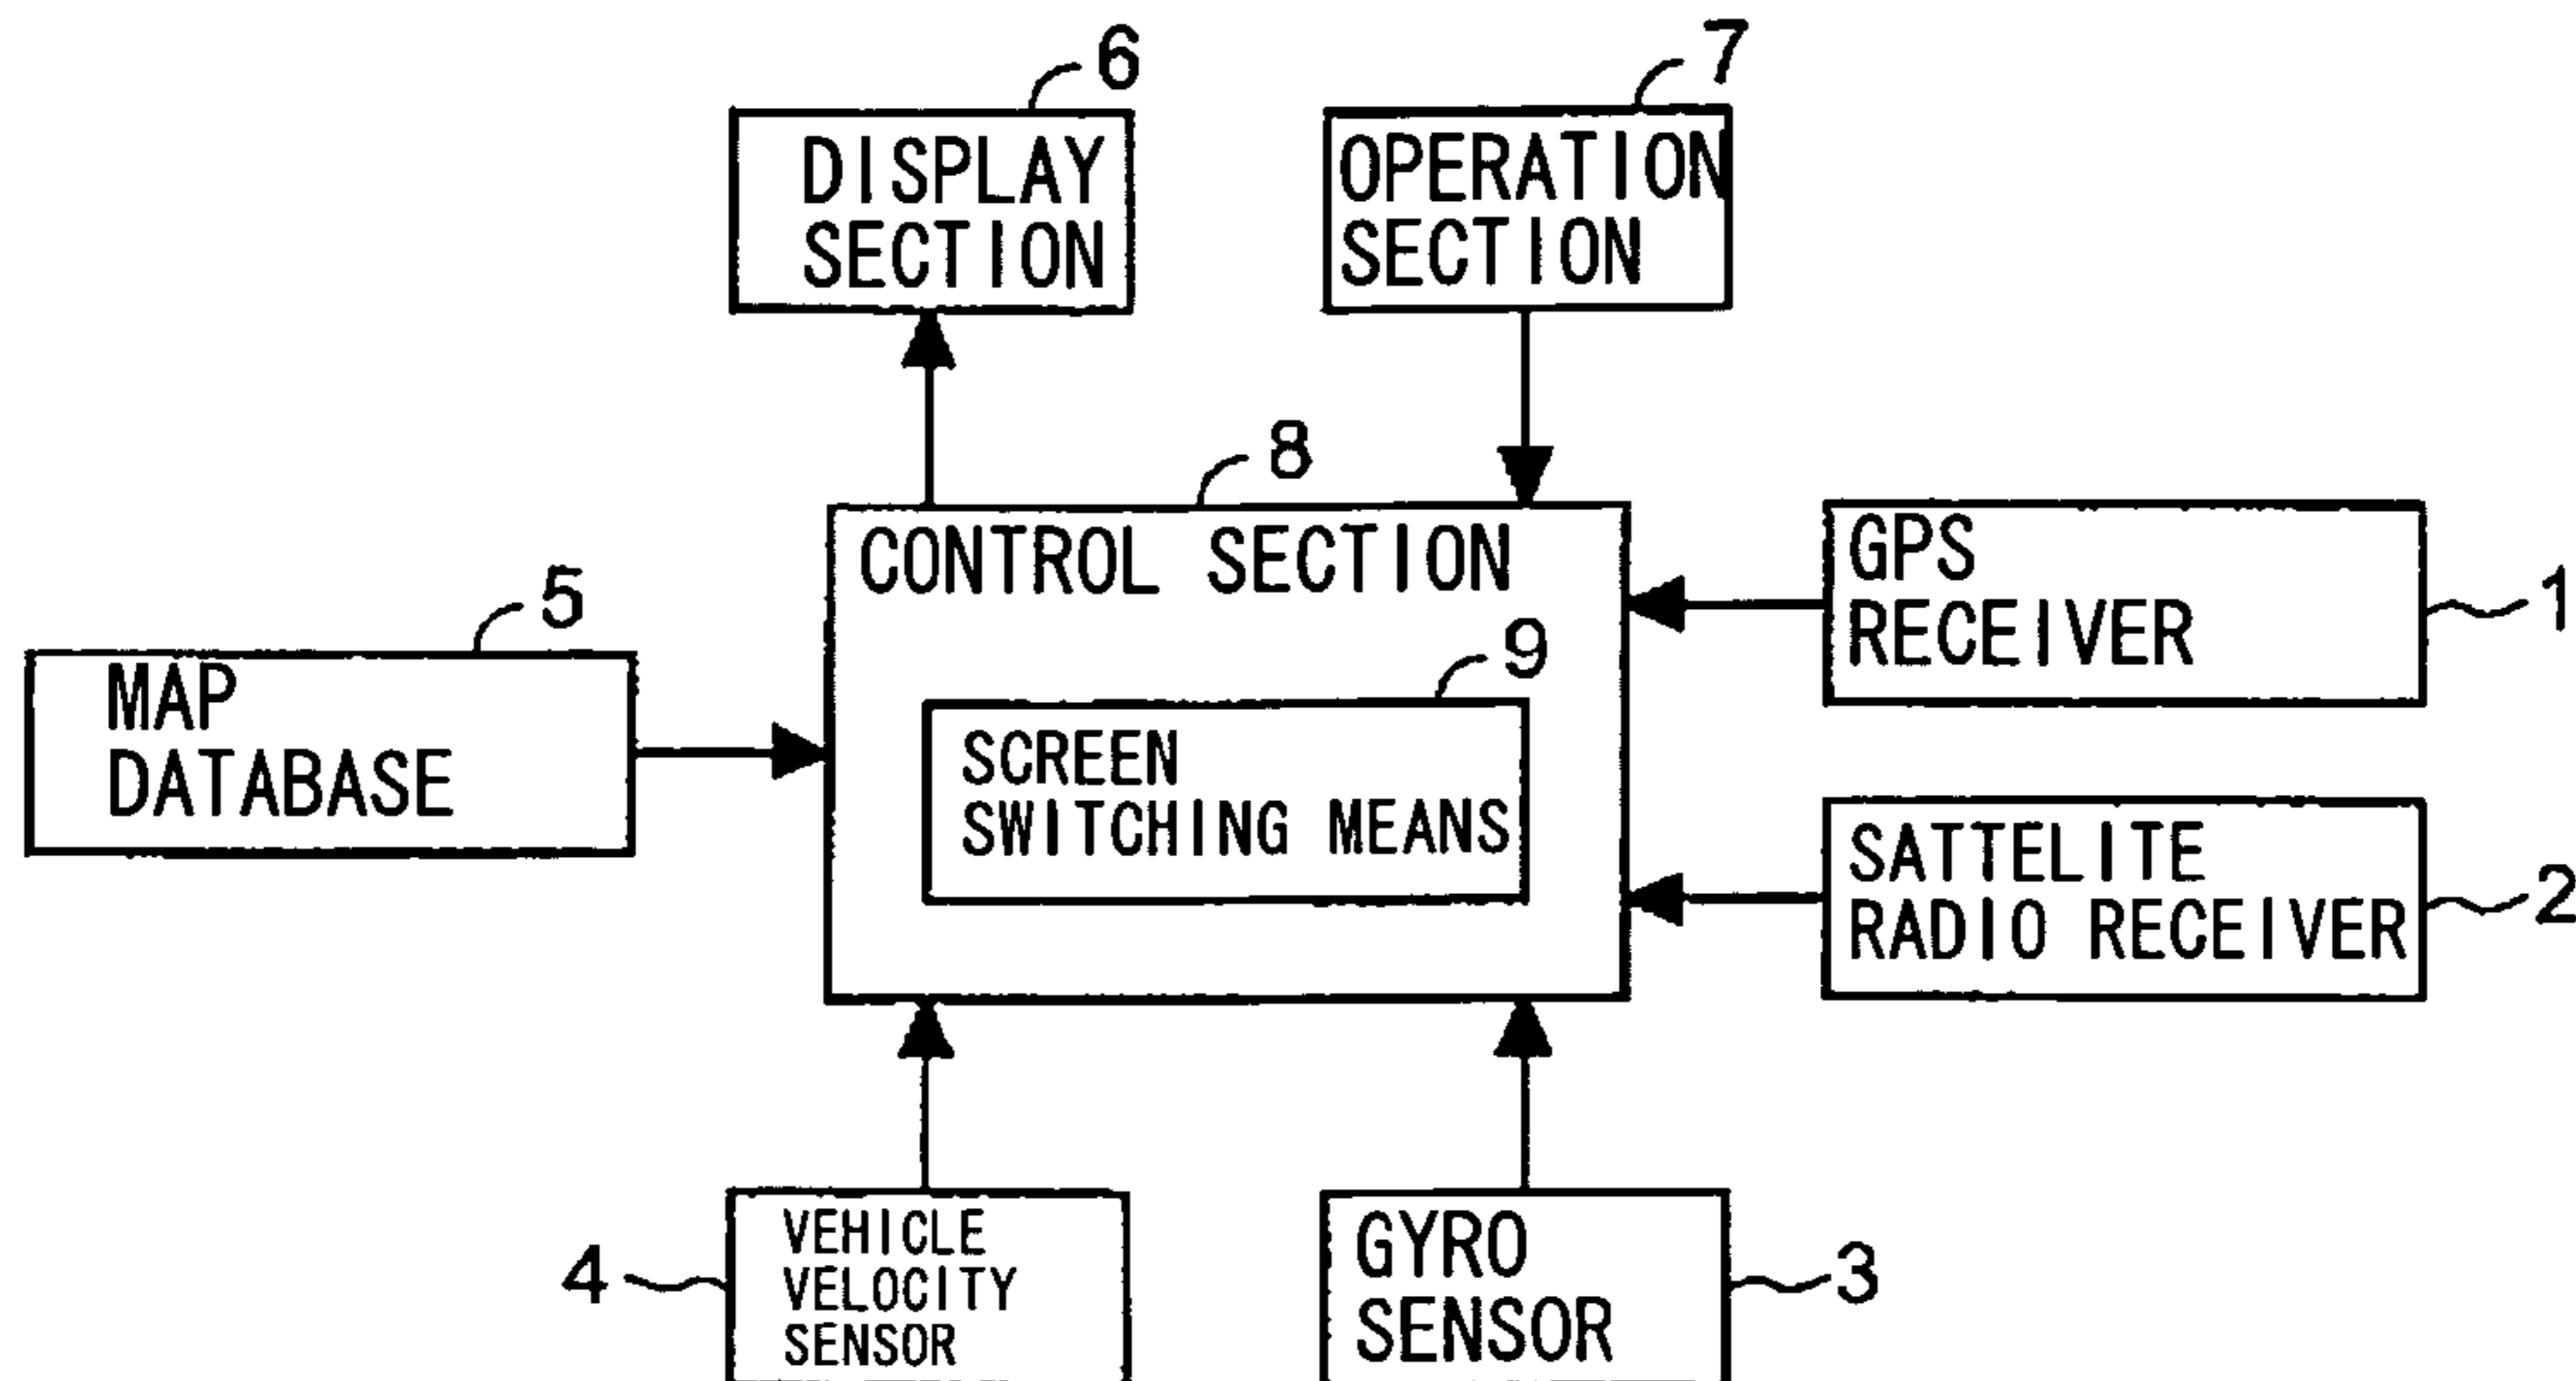 6
7
DISPLAY
SECTION
OPERATION
SECTION
8
CONTROL SECTION
GPS
RECEIVER
1
5
MAP
DATABASE
9
SCREEN
SWITCHING MEANS
SATTELITE
RADIO RECEIVER
2
4
VEHICLE
VELOCITY
SENSOR
GYRO
SENSOR
3